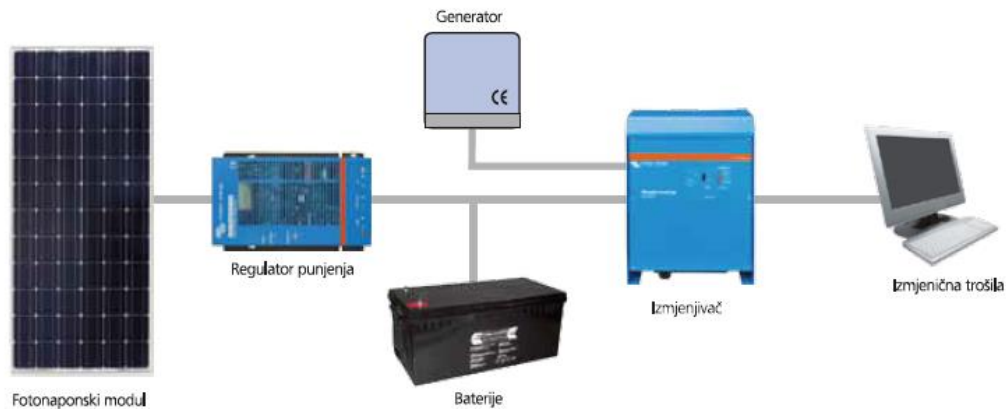 Generator
CE
Regulator punjenja
Izmjenjivač
Izmjenična trošila
Baterije
Fotonaponski modul